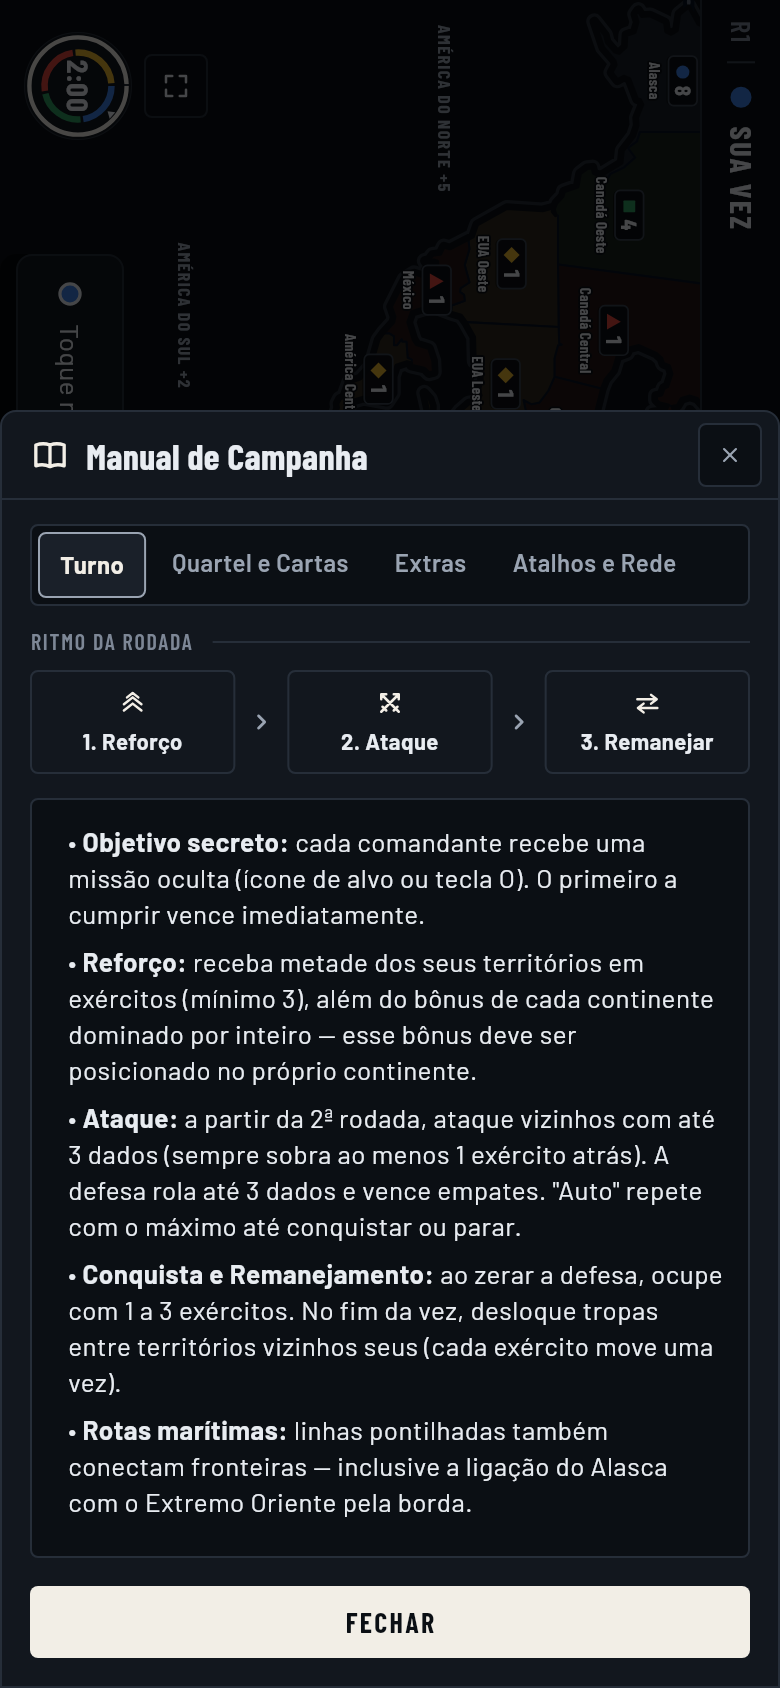 R1
SUA VEZ
2:00
AMÉRICA DO NORTE +5
Alasca
8
Canadá Oeste
4
EUA Oeste
1
México
1
Canadá Central
1
AMÉRICA DO SUL +2
América Cent
1
EUA Leste
1
Toque
Manual de Campanha
Turno
Quartel e Cartas
Extras
Atalhos e Rede
RITMO DA RODADA
1. Reforço
2. Ataque
3. Remanejar
• Objetivo secreto: cada comandante recebe uma
missão oculta (ícone de alvo ou tecla O). O primeiro a
cumprir vence imediatamente.
• Reforço: receba metade dos seus territórios em
exércitos (mínimo 3), além do bônus de cada continente
dominado por inteiro — esse bônus deve ser
posicionado no próprio continente.
• Ataque: a partir da 2ª rodada, ataque vizinhos com até
3 dados (sempre sobra ao menos 1 exército atrás). A
defesa rola até 3 dados e vence empates. "Auto" repete
com o máximo até conquistar ou parar.
• Conquista e Remanejamento: ao zerar a defesa, ocupe
com 1 a 3 exércitos. No fim da vez, desloque tropas
entre territórios vizinhos seus (cada exército move uma
vez).
• Rotas marítimas: linhas pontilhadas também
conectam fronteiras — inclusive a ligação do Alasca
com o Extremo Oriente pela borda.
FECHAR